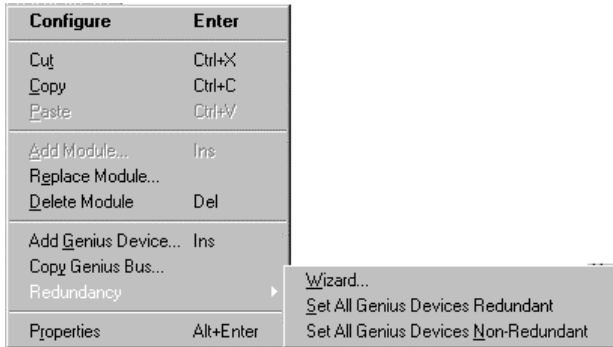 Configure Enter
Cut Ctrl+X
Copy Ctrl+C
Paste Ctrl+V
Add Module... Ins
Replace Module...
Delete Module Del
Add Genius Device... Ins
Copy Genius Bus...
Redundancy
Wizard...
Set All Genius Devices Redundant
Properties Alt+Enter
Set All Genius Devices Non-Redundant